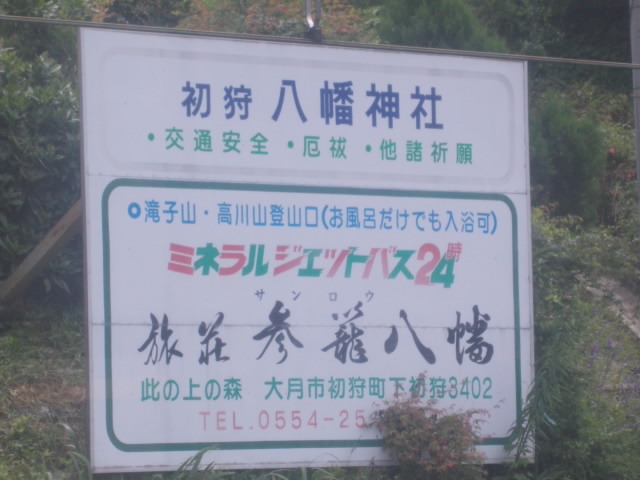 初狩 八幡神社
・交通安全 ・厄祓 ・他諸祈願
滝子山・高川山登山口(お風呂だけでも入浴可)
ミネラルジェットバス24時
サンロウ
旅荘 参籠八幡
此の上の森 大月市初狩町下初狩3402
TEL.0554-25